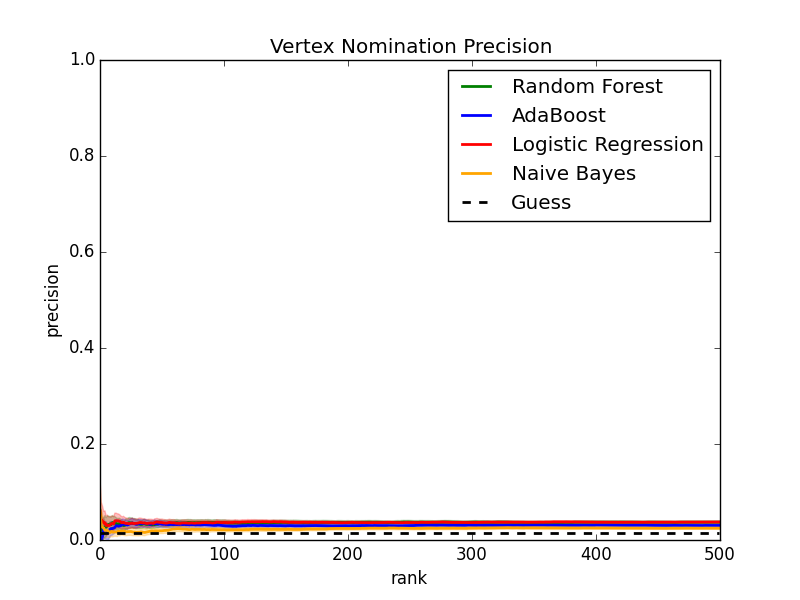 Vertex Nomination Precision
1.0
0.8
0.6
0.4
0.2
0.0
precision
Random Forest
AdaBoost
Logistic Regression
Naive Bayes
Guess
0 100 200 300 400 500
rank